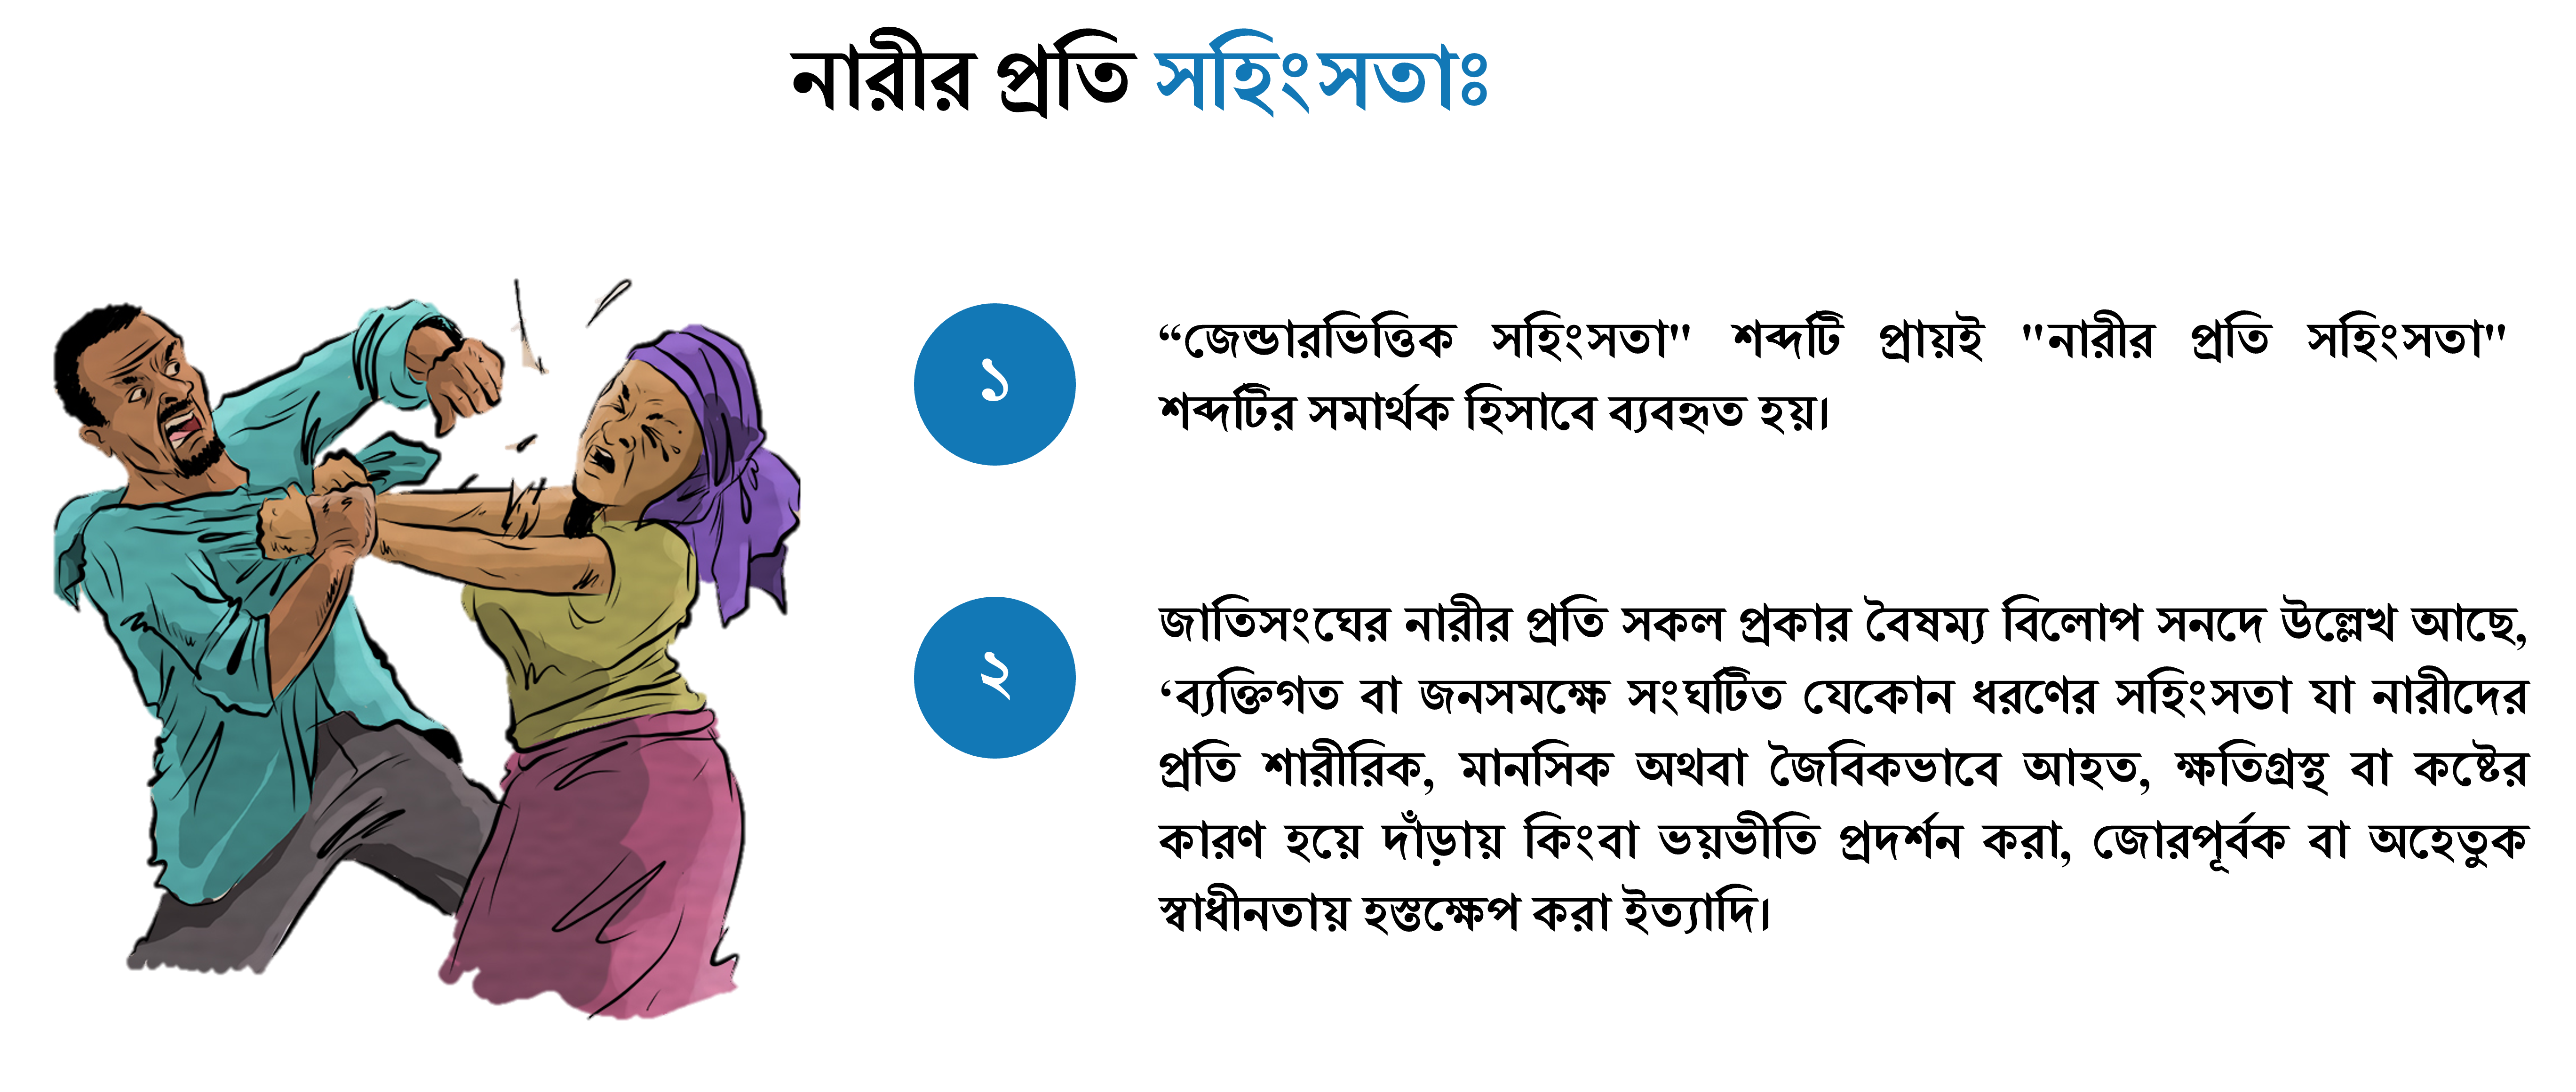 নারীর প্রতি সহিংসতাঃ
১
“জেন্ডারভিত্তিক সহিংসতা" শব্দটি প্রায়ই "নারীর প্রতি সহিংসতা"
শব্দটির সমার্থক হিসাবে ব্যবহৃত হয়।
২
জাতিসংঘের নারীর প্রতি সকল প্রকার বৈষম্য বিলোপ সনদে উল্লেখ আছে,
‘ব্যক্তিগত বা জনসমক্ষে সংঘটিত যেকোন ধরণের সহিংসতা যা নারীদের
প্রতি শারীরিক, মানসিক অথবা জৈবিকভাবে আহত, ক্ষতিগ্রস্থ বা কষ্টের
কারণ হয়ে দাঁড়ায় কিংবা ভয়ভীতি প্রদর্শন করা, জোরপূর্বক বা অহেতুক
স্বাধীনতায় হস্তক্ষেপ করা ইত্যাদি।